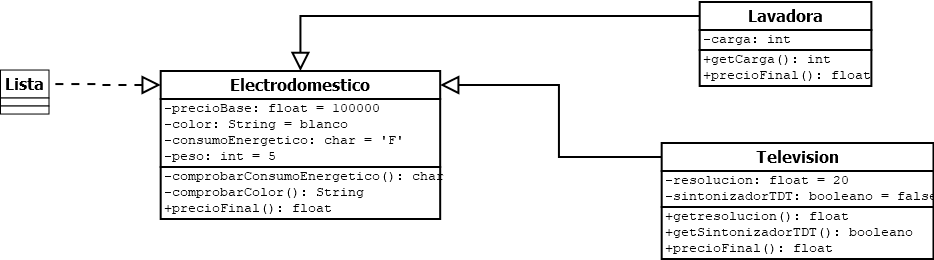 Lavadora
-carga: int
+getCarga(): int
+precioFinal(): float
Lista
Electrodomestico
-precioBase: float = 100000
-color: String = blanco
-consumoEnergetico: char = 'F'
-peso: int = 5
-comprobarConsumoEnergetico(): char
-comprobarColor(): String
+precioFinal(): float
Television
-resolucion: float = 20
-sintonizadorTDT: booleano = false
+getresolucion(): float
+getSintonizadorTDT(): booleano
+precioFinal(): float